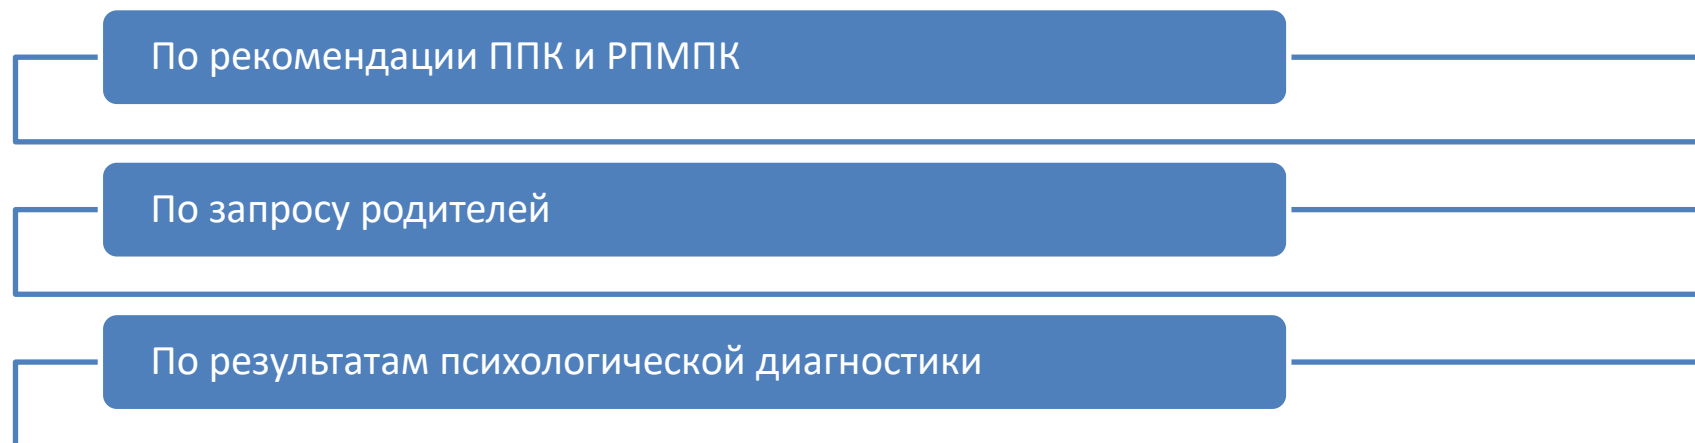 По рекомендации ППК и РПМПК
По запросу родителей
По результатам психологической диагностики